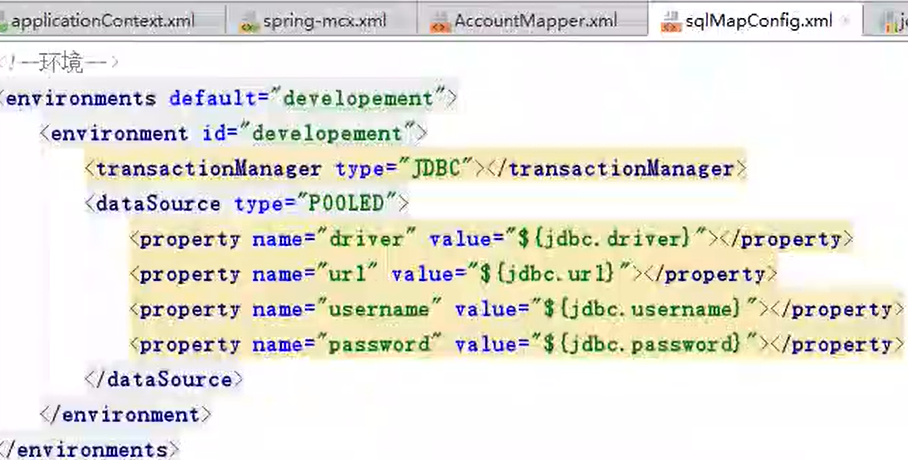 applicationContext.xml spring-mcx.xml AccountMapper.xml sqlMapConfig.xml
<!--环境-->
<environments default="developement">
<environment id="developement">
<transactionManager type="JDBC"></transactionManager>
<dataSource type="POOLED">
<property name="driver" value="${jdbc.driver}"></property>
<property name="url" value="${jdbc.url}"></property>
<property name="username" value="${jdbc.username}"></property>
<property name="password" value="${jdbc.password}"></property>
</dataSource>
</environment>
</environments>